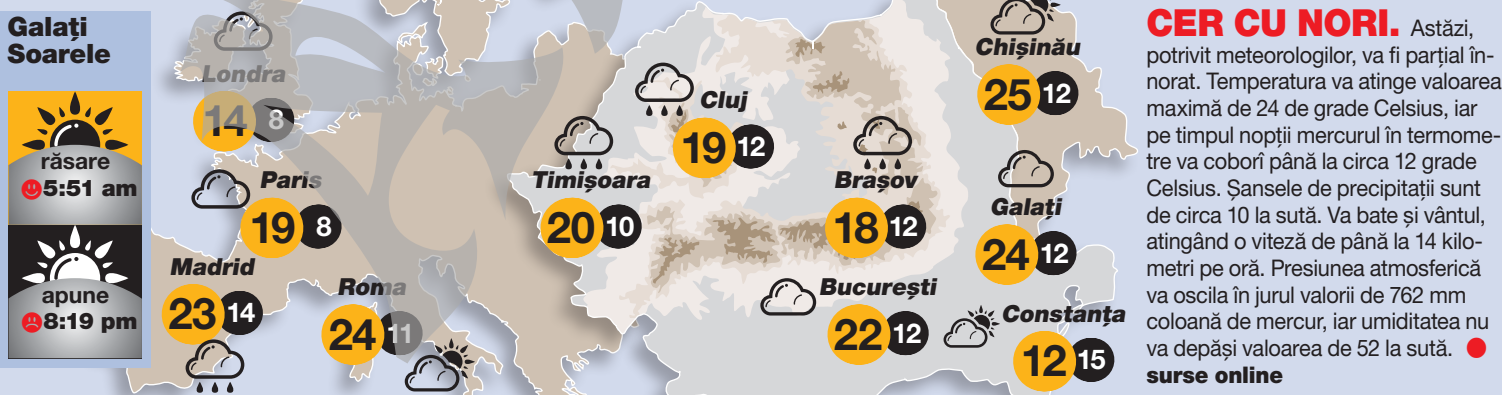 Galați
Soarele
răsare
5:51 am
apune
8:19 pm
Londra
14 8
Paris
19 8
Madrid
23 14
Roma
24 11
Timișoara
20 10
Cluj
19 12
Brașov
18 12
București
22 12
Chișinău
25 12
Galați
24 12
Constanța
12 15
CER CU NORI. Astăzi,
potrivit meteorologilor, va fi parțial în-
norat. Temperatura va atinge valoarea
maximă de 24 de grade Celsius, iar
pe timpul nopții mercurul în termome-
tre va coborî până la circa 12 grade
Celsius. Șansele de precipitații sunt
de circa 10 la sută. Va bate și vântul,
atingând o viteză de până la 14 kilo-
metri pe oră. Presiunea atmosferică
va oscila în jurul valorii de 762 mm
coloană de mercur, iar umiditatea nu
va depăși valoarea de 52 la sută.
surse online